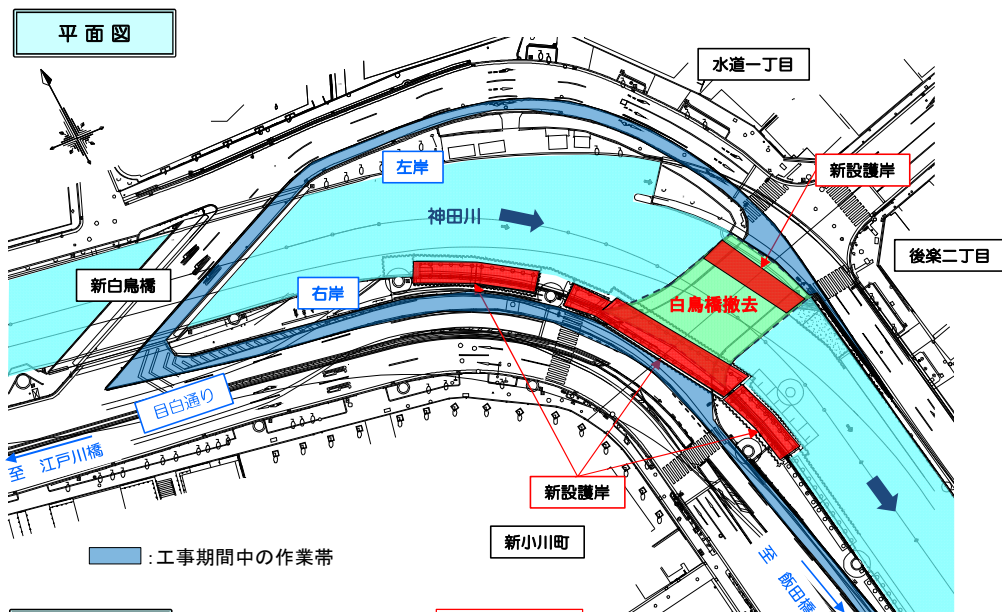 平面図
水道一丁目
新設護岸
左岸
神田川
後楽二丁目
新白鳥橋
右岸
白鳥橋撤去
目白通り
至 江戸川橋
新設護岸
新小川町
:工事期間中の作業帯
至 飯田橋